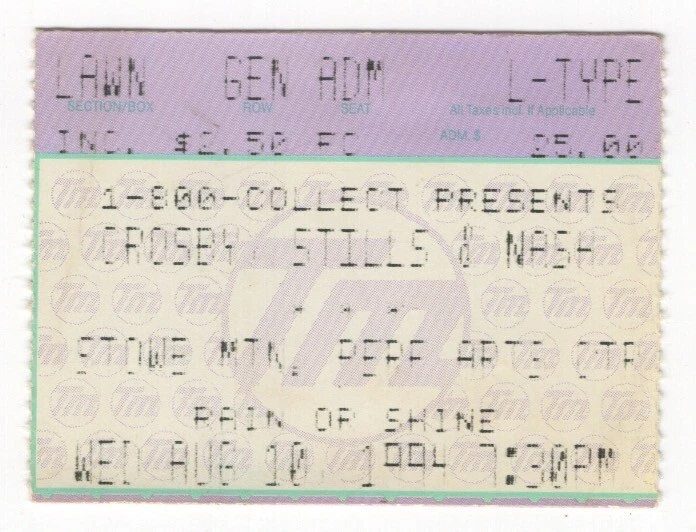 LAWN GEN ADM L-TYPE
SECTION/BOX ROW SEAT All Taxes Incl. If Applicable
INC. $2.50 FC ADM. $ 25.00
1-800-COLLECT PRESENTS
CROSBY, STILLS & NASH
* * *
STOWE MTN. PERF ARTS CTR
RAIN OR SHINE
WED AUG 10 1994 7:30PM